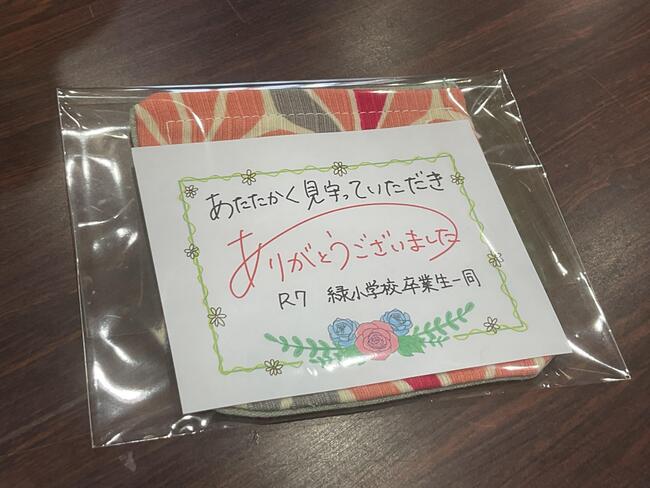 あたたかく見守っていただき
ありがとうございました
R7 緑小学校卒業生一同